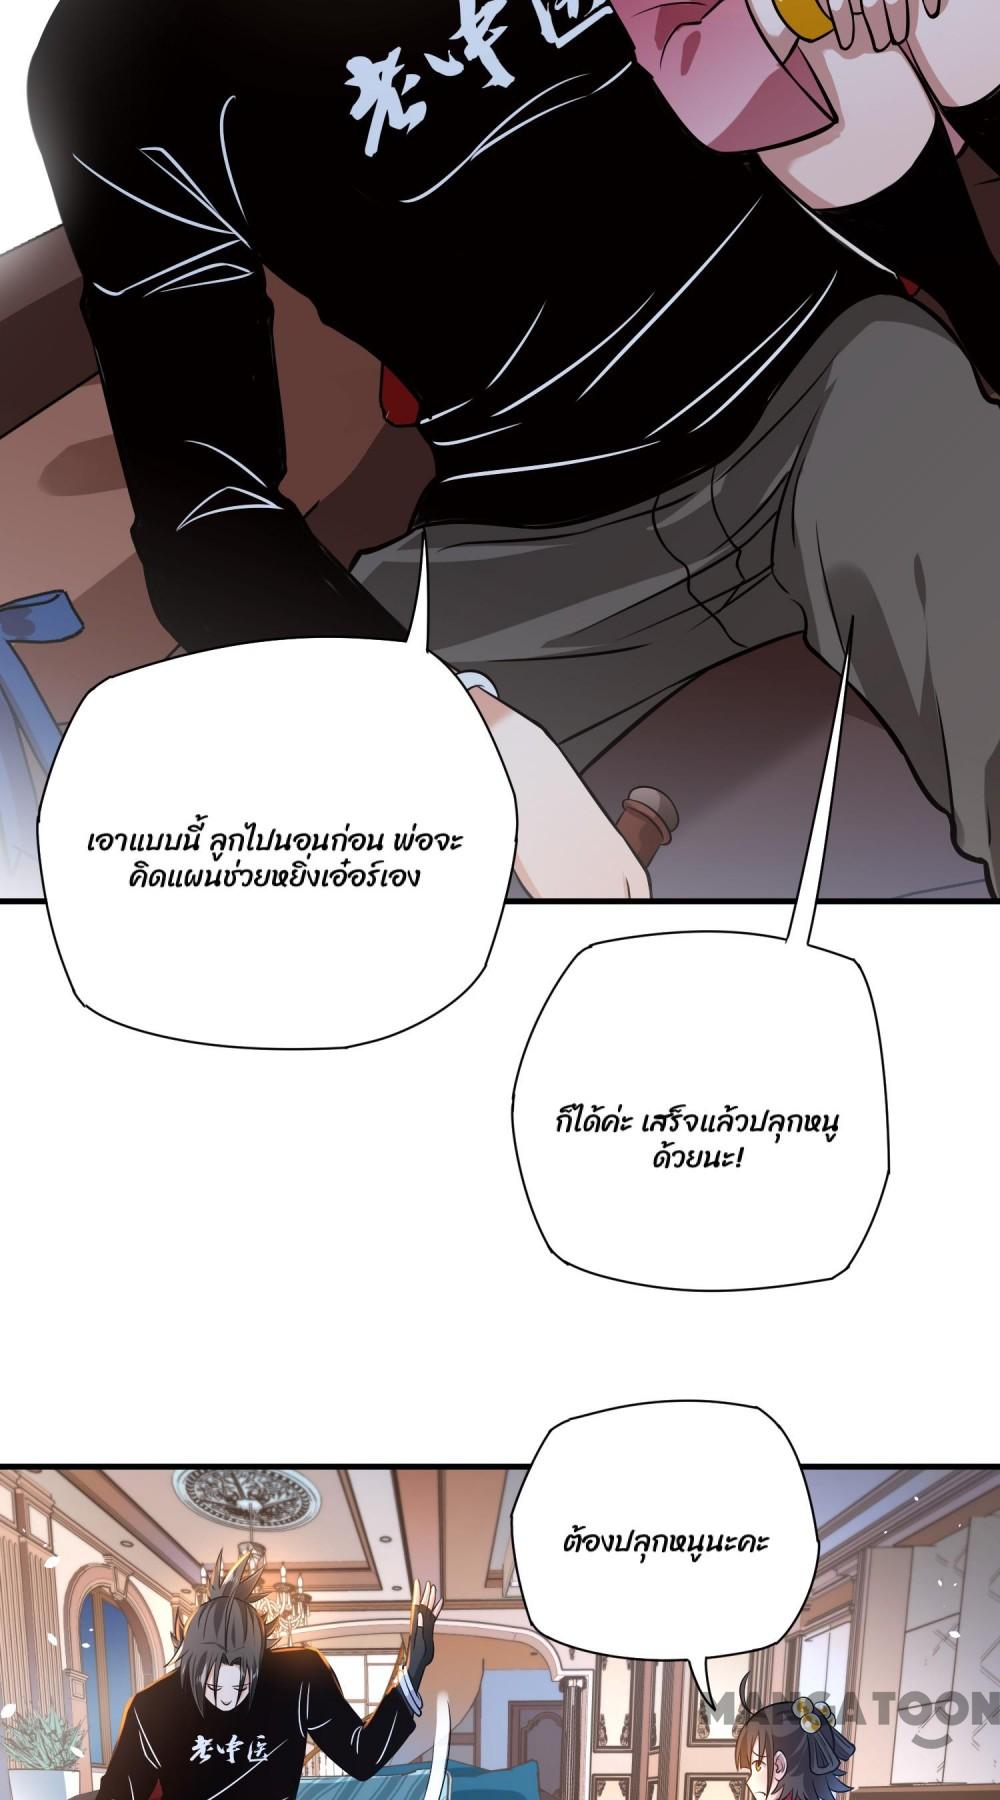 老中医
เอาแบบนี้ ลูกไปนอนก่อน พ่อจะ
คิดแผนช่วยหยิ่งเอ๋อร์เอง
ก็ได้ค่ะ เสร็จแล้วปลุกหนู
ด้วยนะ!
ต้องปลุกหนูนะคะ
MANGATOON
老中医